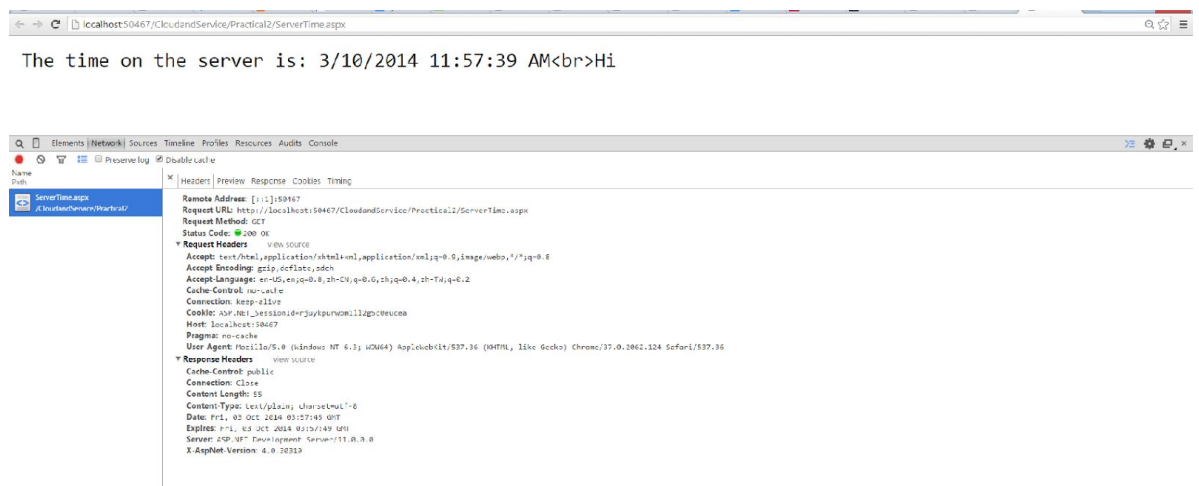 localhost:50467/CloudandService/Practical2/ServerTime.aspx
The time on the server is: 3/10/2014 11:57:39 AM<br>Hi
Elements Network Sources Timeline Profiles Resources Audits Console
Preserve log Disable cache
Name
Path
Headers Preview Response Cookies Timing
ServerTime.aspx
/CloudandService/Practical2
Remote Address: [::1]:50467
Request URL: http://localhost:50467/CloudandService/Practical2/ServerTime.aspx
Request Method: GET
Status Code: 200 OK
Request Headers view source
Accept: text/html,application/xhtml+xml,application/xml;q=0.9,image/webp,*/*;q=0.8
Accept-Encoding: gzip,deflate,sdch
Accept-Language: en-US,en;q=0.8,zh-CN;q=0.6,zh;q=0.4,zh-TW;q=0.2
Cache-Control: no-cache
Connection: keep-alive
Cookie:
Host: localhost:50467
Pragma: no-cache
User-Agent: Mozilla/5.0 (Windows NT 6.3; WOW64) AppleWebKit/537.36 (KHTML, like Gecko) Chrome/37.0.2062.124 Safari/537.36
Response Headers view source
Cache-Control: public
Connection: Close
Content-Length: 55
Content-Type: text/plain; charset=utf-8
Date: Fri, 03 Oct 2014 03:57:45 GMT
Expires: Fri, 03 Oct 2014 03:57:49 GMT
Server: ASP.NET Development Server/11.0.0.0
X-AspNet-Version: 4.0.30319